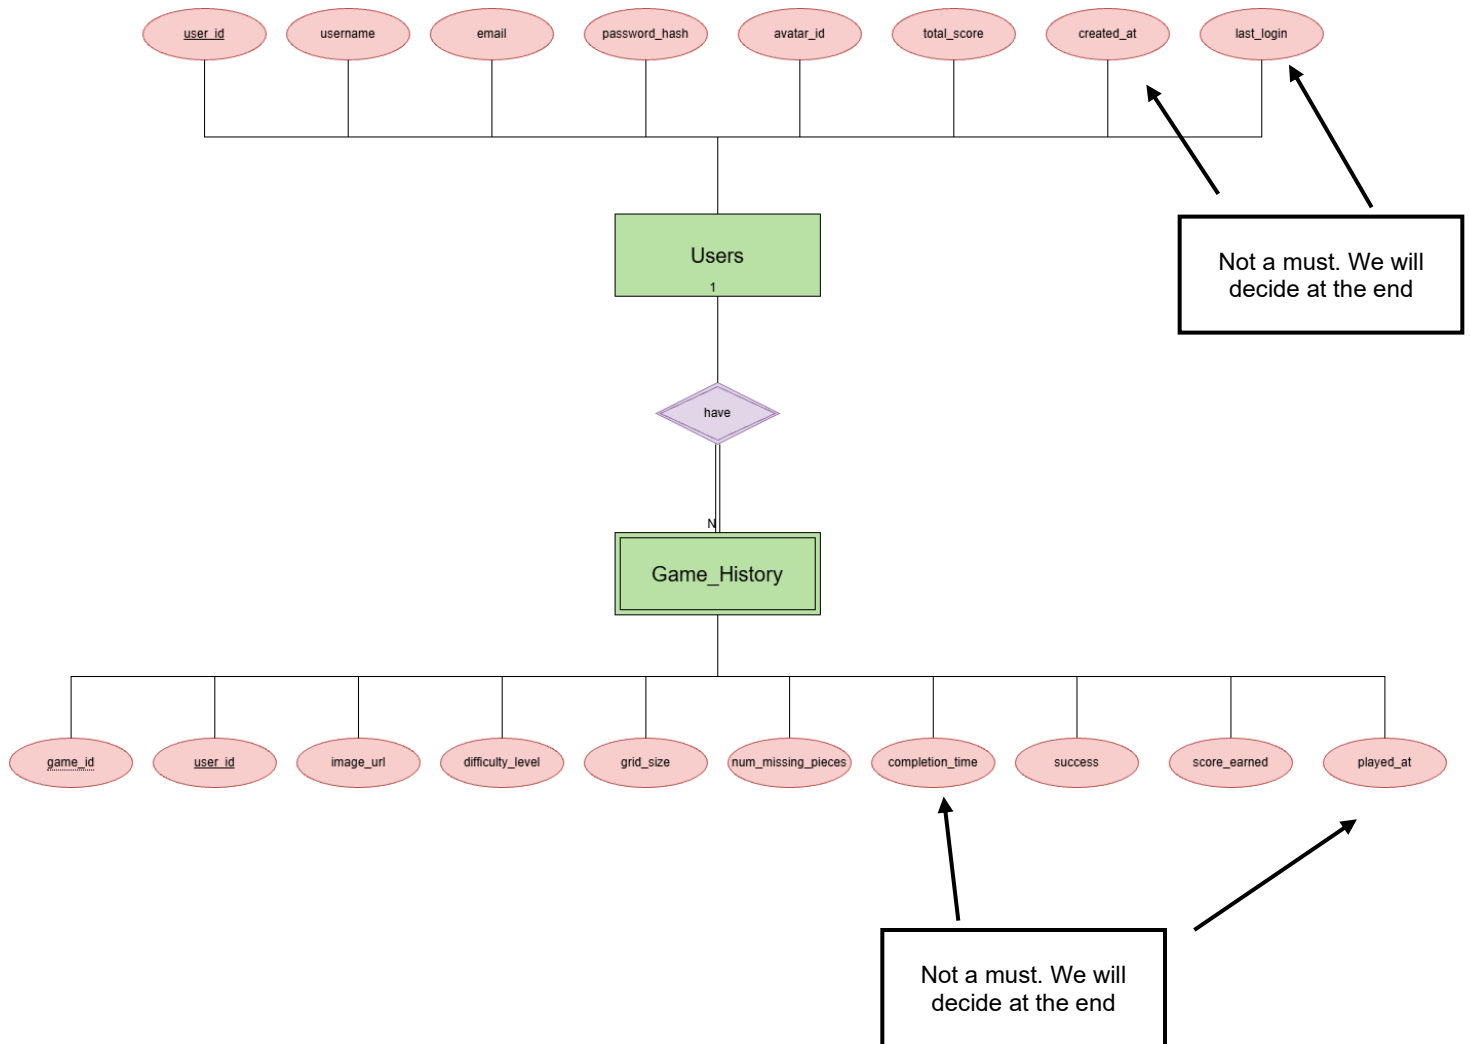 user_id
username
email
password_hash
avatar_id
total_score
created_at
last_login
Users
1
Not a must. We will
decide at the end
have
N
Game_History
game_id
user_id
image_url
difficulty_level
grid_size
num_missing_pieces
completion_time
success
score_earned
played_at
Not a must. We will
decide at the end